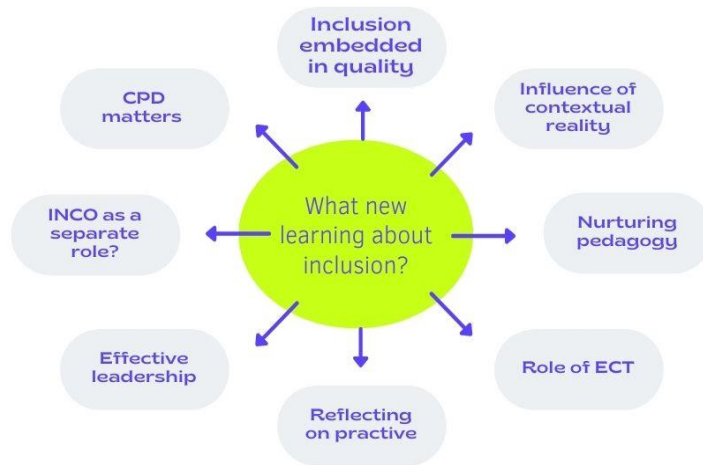 Inclusion
embedded
in quality
CPD
matters
Influence of
contextual
reality
INCO as a
separate
role?
What new
learning about
inclusion?
Nurturing
pedagogy
Effective
leadership
Role of ECT
Reflecting
on practive